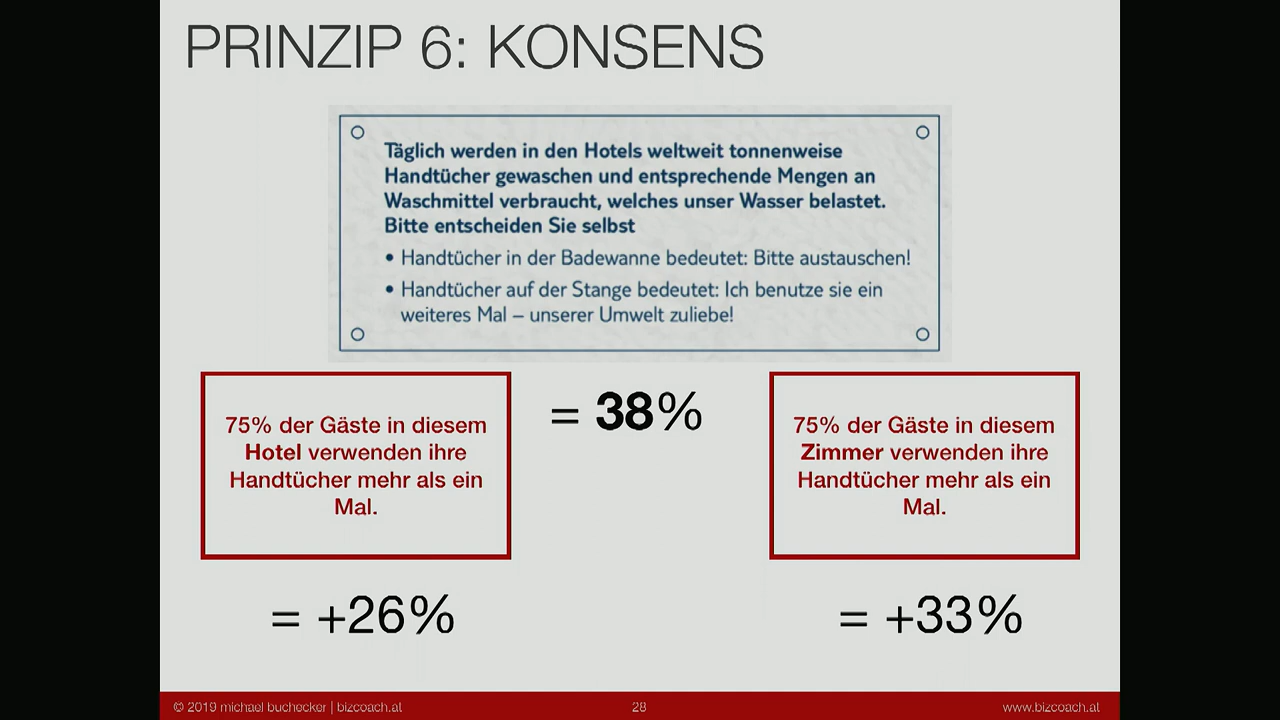 PRINZIP 6: KONSENS
Täglich werden in den Hotels weltweit tonnenweise
Handtücher gewaschen und entsprechende Mengen an
Waschmittel verbraucht, welches unser Wasser belastet.
Bitte entscheiden Sie selbst
• Handtücher in der Badewanne bedeutet: Bitte austauschen!
• Handtücher auf der Stange bedeutet: Ich benutze sie ein
weiteres Mal – unserer Umwelt zuliebe!
= 38%
75% der Gäste in diesem
Hotel verwenden ihre
Handtücher mehr als ein
Mal.
= +26%
75% der Gäste in diesem
Zimmer verwenden ihre
Handtücher mehr als ein
Mal.
= +33%
© 2019 michael buchecker | bizcoach.at
28
www.bizcoach.at